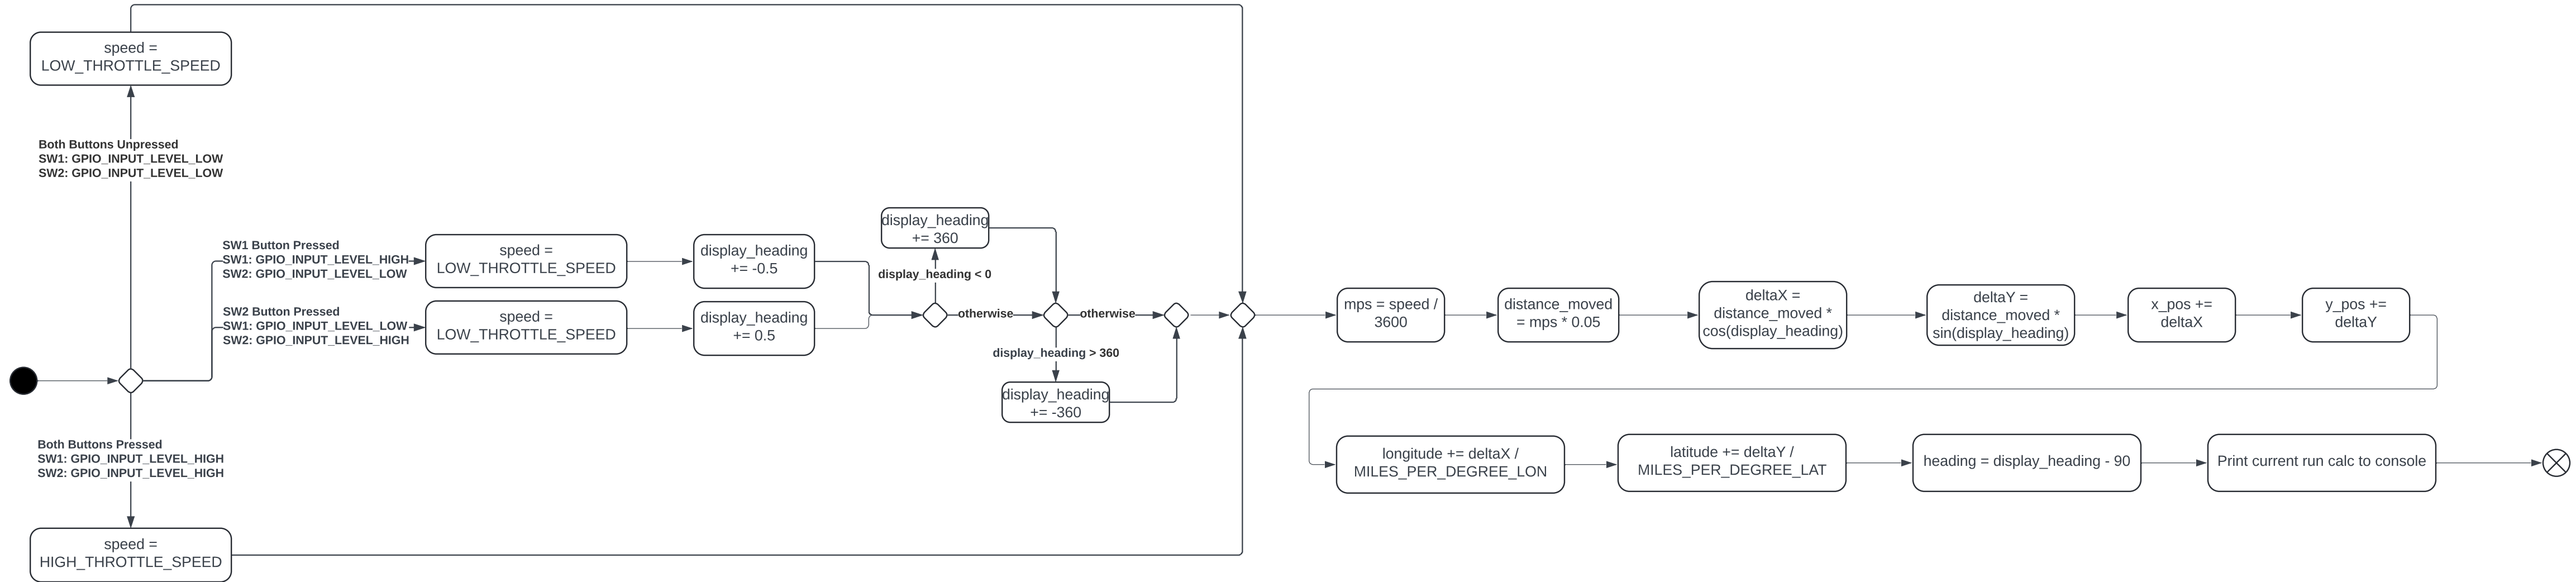 speed =
LOW_THROTTLE_SPEED
Both Buttons Unpressed
SW1: GPIO_INPUT_LEVEL_LOW
SW2: GPIO_INPUT_LEVEL_LOW
SW1 Button Pressed
SW1: GPIO_INPUT_LEVEL_HIGH
SW2: GPIO_INPUT_LEVEL_LOW
speed =
LOW_THROTTLE_SPEED
display_heading
+= -0.5
SW2 Button Pressed
SW1: GPIO_INPUT_LEVEL_LOW
SW2: GPIO_INPUT_LEVEL_HIGH
speed =
LOW_THROTTLE_SPEED
display_heading
+= 0.5
display_heading
+= 360
display_heading < 0
otherwise
otherwise
display_heading > 360
display_heading
+= -360
Both Buttons Pressed
SW1: GPIO_INPUT_LEVEL_HIGH
SW2: GPIO_INPUT_LEVEL_HIGH
speed =
HIGH_THROTTLE_SPEED
mps = speed /
3600
distance_moved
= mps * 0.05
deltaX =
distance_moved *
cos(display_heading)
deltaY =
distance_moved *
sin(display_heading)
x_pos +=
deltaX
y_pos +=
deltaY
longitude += deltaX /
MILES_PER_DEGREE_LON
latitude += deltaY /
MILES_PER_DEGREE_LAT
heading = display_heading - 90
Print current run calc to console